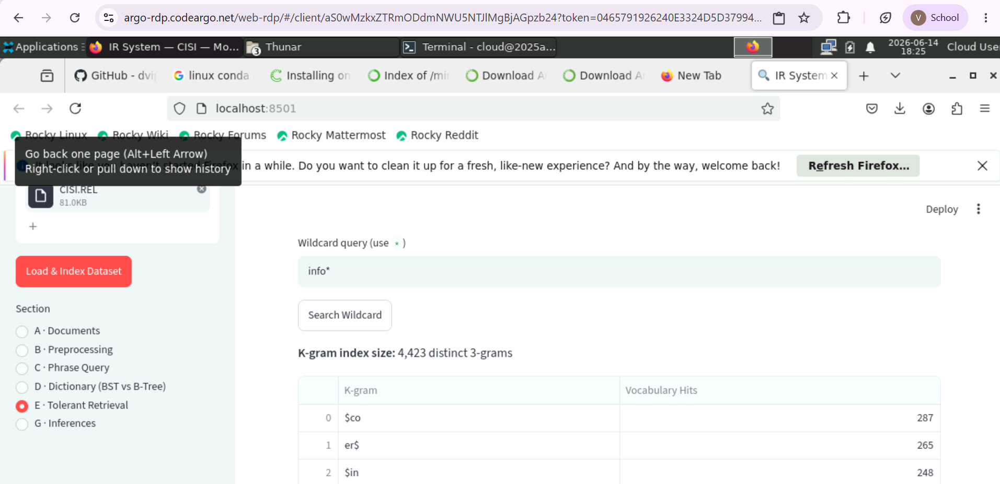 argo-rdp.codeargo.net/web-rdp/#/client/aS0wMzkxZTRmODdmNWU5NTJlMgBjAGpzb24?token=0465791926240E3324D5D37994...
V School
Applications
IR System — CISI — Mo...
3 Thunar
Terminal - cloud@2025a...
2026-06-14
18:25
Cloud User
GitHub - dvip
linux conda
Installing on
Index of /min
Download A
Download A
New Tab
IR System
localhost:8501
Rocky Linux
Rocky Wiki
Rocky Forums
Rocky Mattermost
Rocky Reddit
Go back one page (Alt+Left Arrow)
Right-click or pull down to show history
in a while. Do you want to clean it up for a fresh, like-new experience? And by the way, welcome back!
Refresh Firefox...
CISI.REL
81.0KB
Deploy
Load & Index Dataset
Section
A · Documents
B · Preprocessing
C · Phrase Query
D · Dictionary (BST vs B-Tree)
E · Tolerant Retrieval
G · Inferences
Wildcard query (use * )
info*
Search Wildcard
K-gram index size: 4,423 distinct 3-grams
K-gram Vocabulary Hits
0 $co 287
1 er$ 265
2 $in 248